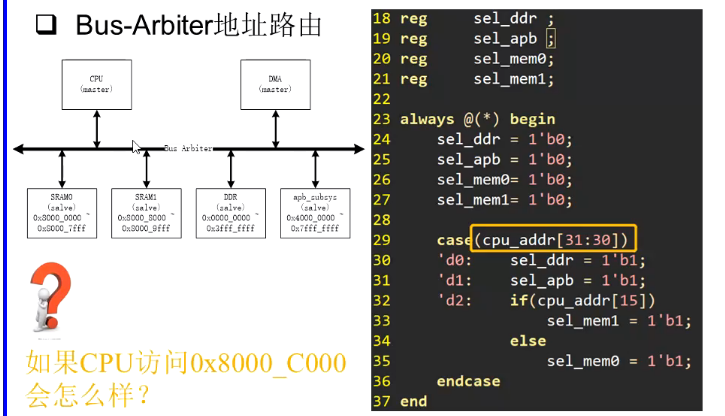 Bus-Arbiter地址路由
CPU
(master)
DMA
(master)
Bus Arbiter
SRAM0
(salve)
0x8000_0000 ~
0x8000_7fff
SRAM1
(salve)
0x8000_8000 ~
0x8000_9fff
DDR
(salve)
0x0000_0000 ~
0x3fff_ffff
apb_subsys
(salve)
0x4000_0000 ~
0x7fff_ffff
如果CPU访问0x8000_C000
会怎么样？
18 reg sel_ddr ;
19 reg sel_apb ;
20 reg sel_mem0;
21 reg sel_mem1;
22
23 always @(*) begin
24 sel_ddr = 1'b0;
25 sel_apb = 1'b0;
26 sel_mem0= 1'b0;
27 sel_mem1= 1'b0;
28
29 case(cpu_addr[31:30])
30 'd0: sel_ddr = 1'b1;
31 'd1: sel_apb = 1'b1;
32 'd2: if(cpu_addr[15])
33 sel_mem1 = 1'b1;
34 else
35 sel_mem0 = 1'b1;
36 endcase
37 end